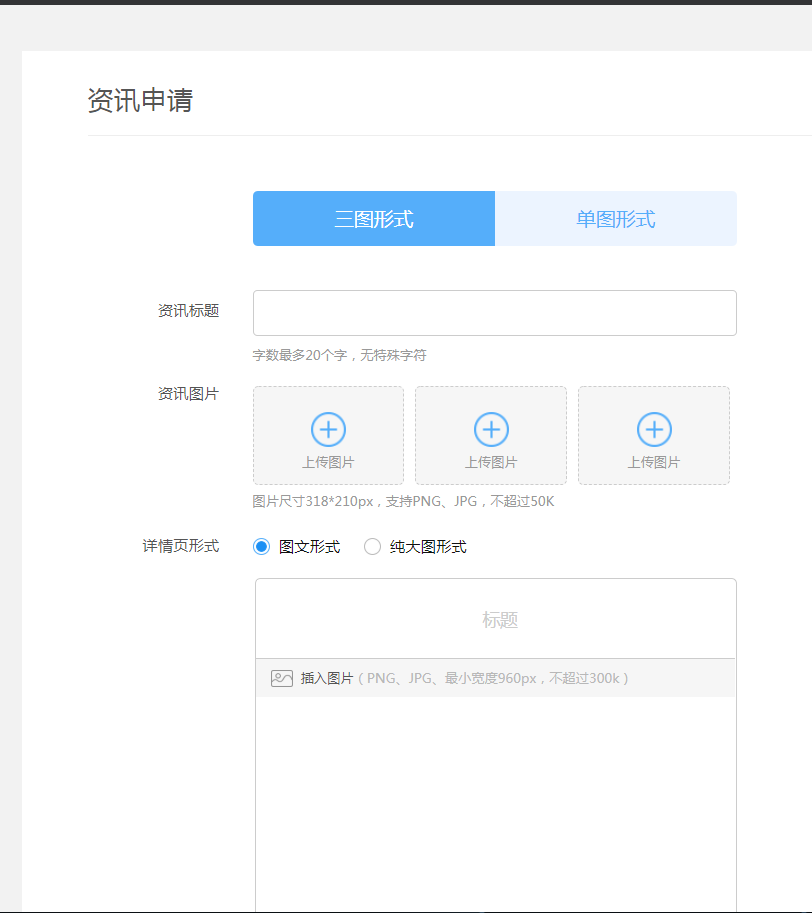 资讯申请
三图形式 单图形式
资讯标题
字数最多20个字，无特殊字符
资讯图片
上传图片 上传图片 上传图片
图片尺寸318*210px，支持PNG、JPG，不超过50K
详情页形式 图文形式 纯大图形式
标题
插入图片（PNG、JPG、最小宽度960px，不超过300k）